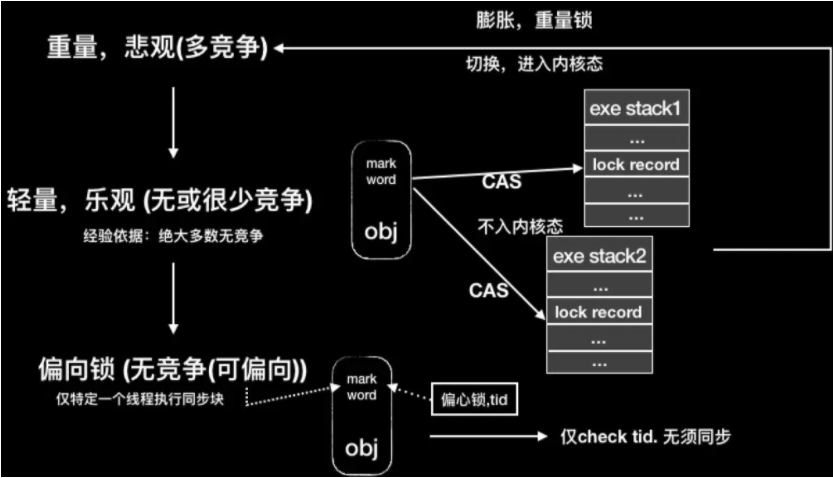 膨胀，重量锁
重量，悲观(多竞争)
切换，进入内核态
exe stack1
...
lock record
...
...
mark
word
obj
CAS
轻量，乐观 (无或很少竞争)
经验依据：绝大多数无竞争
不入内核态
CAS
exe stack2
...
lock record
...
...
偏向锁 (无竞争(可偏向))
仅特定一个线程执行同步块
mark
word
obj
偏心锁,tid
仅check tid. 无须同步